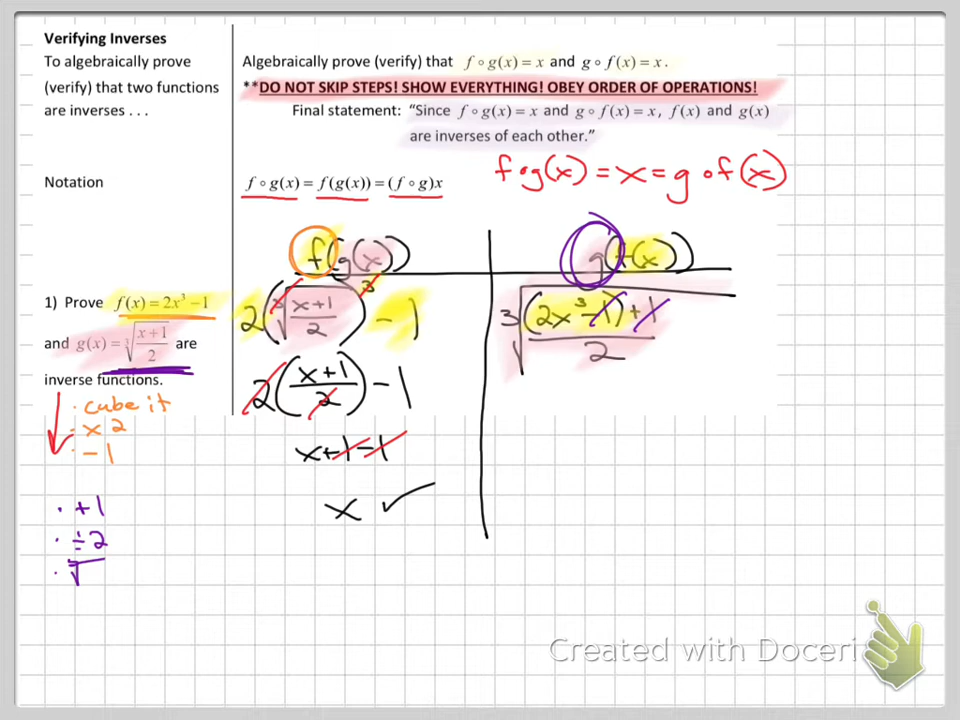 Verifying Inverses
To algebraically prove
(verify) that two functions
are inverses . . .
Algebraically prove (verify) that f ∘ g(x) = x and g ∘ f(x) = x .
**DO NOT SKIP STEPS! SHOW EVERYTHING! OBEY ORDER OF OPERATIONS!
Final statement: “Since f ∘ g(x) = x and g ∘ f(x) = x, f(x) and g(x)
are inverses of each other.”
f∘g(x) = x = g∘f(x)
Notation
f ∘ g(x) = f(g(x)) = (f ∘ g)x
1) Prove f(x) = 2x³ − 1
and g(x) = ∛((x+1)/2) are
inverse functions.
· cube it
· x 2
· − 1
· + 1
· ÷ 2
· ∛
f(g(x))
2(∛((x+1)/2))³ − 1
2((x+1)/2) − 1
x + 1 − 1
x ✓
g(f(x))
∛(((2x³ − 1) + 1)/2)
Created with Doceri